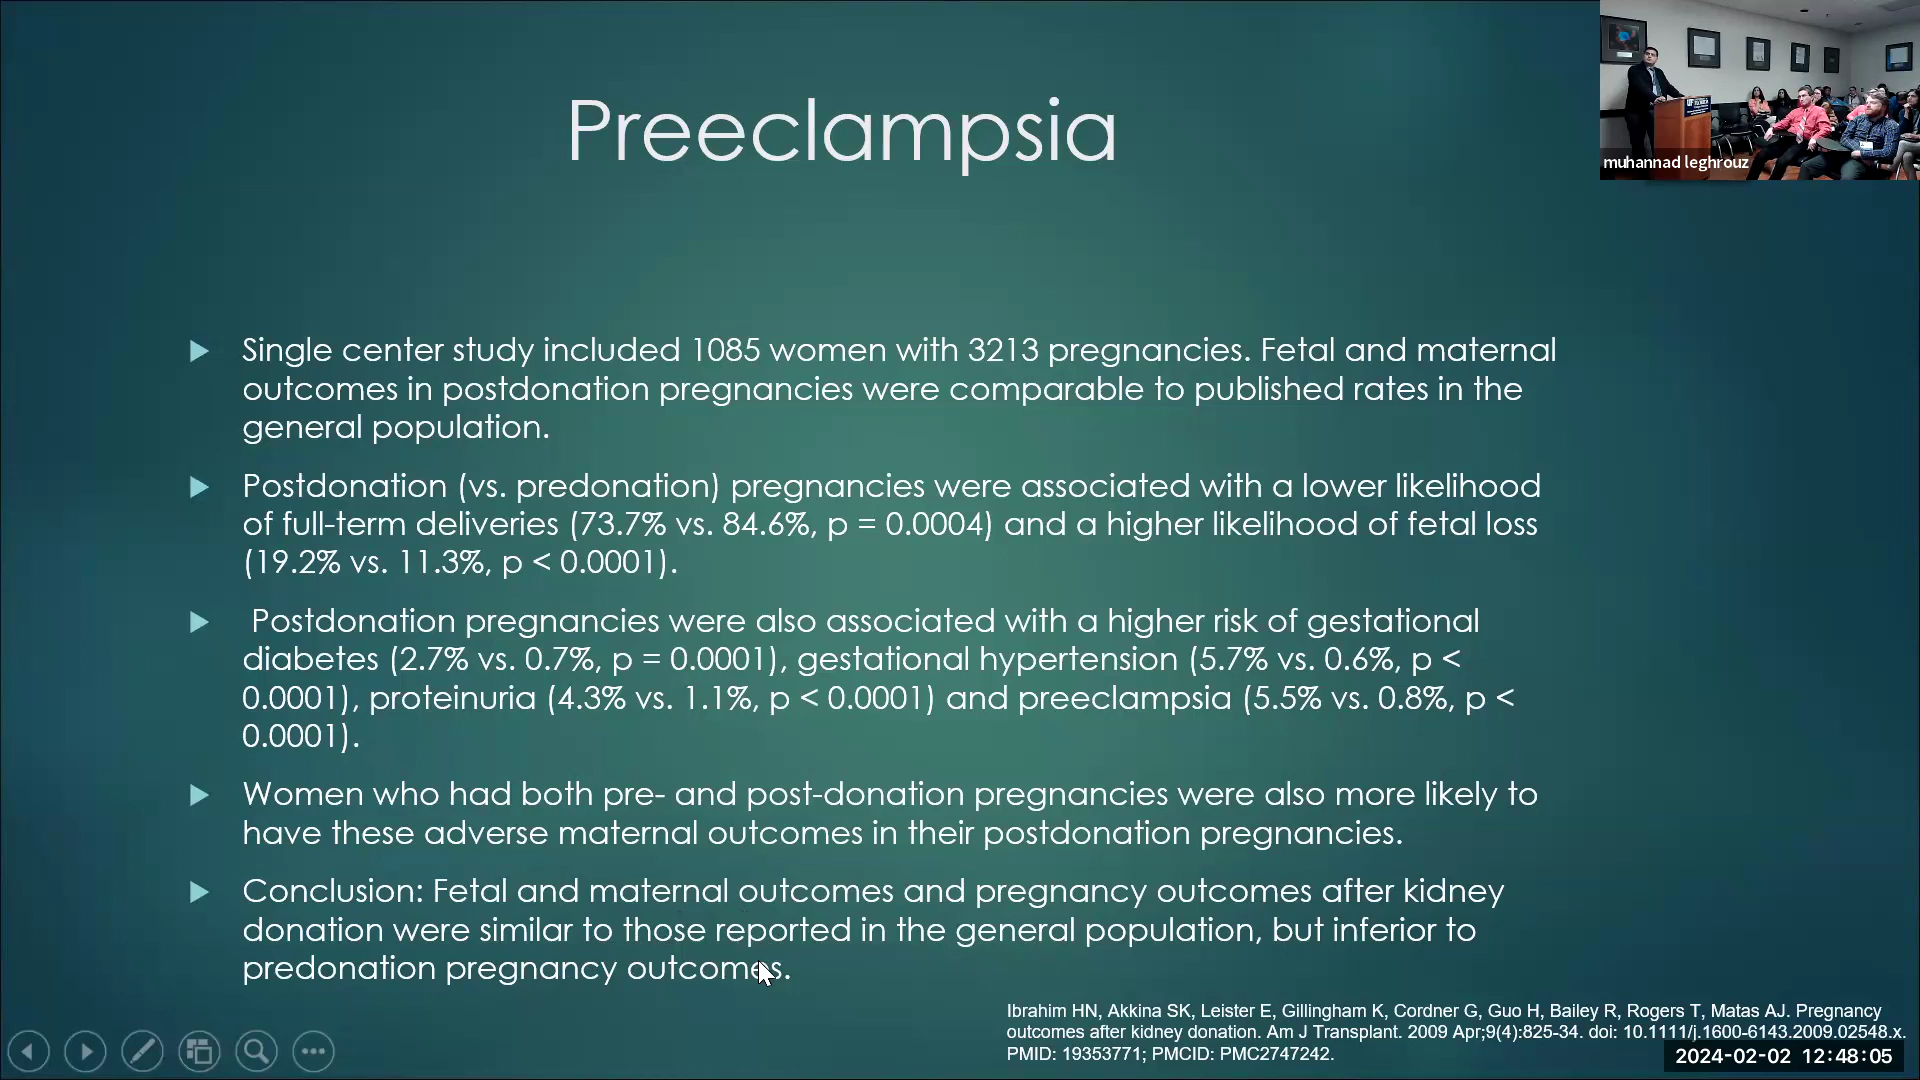 Preeclampsia
muhannad leghrouz
Single center study included 1085 women with 3213 pregnancies. Fetal and maternal
outcomes in postdonation pregnancies were comparable to published rates in the
general population.
Postdonation (vs. predonation) pregnancies were associated with a lower likelihood
of full-term deliveries (73.7% vs. 84.6%, p = 0.0004) and a higher likelihood of fetal loss
(19.2% vs. 11.3%, p < 0.0001).
Postdonation pregnancies were also associated with a higher risk of gestational
diabetes (2.7% vs. 0.7%, p = 0.0001), gestational hypertension (5.7% vs. 0.6%, p <
0.0001), proteinuria (4.3% vs. 1.1%, p < 0.0001) and preeclampsia (5.5% vs. 0.8%, p <
0.0001).
Women who had both pre- and post-donation pregnancies were also more likely to
have these adverse maternal outcomes in their postdonation pregnancies.
Conclusion: Fetal and maternal outcomes and pregnancy outcomes after kidney
donation were similar to those reported in the general population, but inferior to
predonation pregnancy outcomes.
Ibrahim HN, Akkina SK, Leister E, Gillingham K, Cordner G, Guo H, Bailey R, Rogers T, Matas AJ. Pregnancy
outcomes after kidney donation. Am J Transplant. 2009 Apr;9(4):825-34. doi: 10.1111/j.1600-6143.2009.02548.x.
PMID: 19353771; PMCID: PMC2747242.
2024-02-02 12:48:05